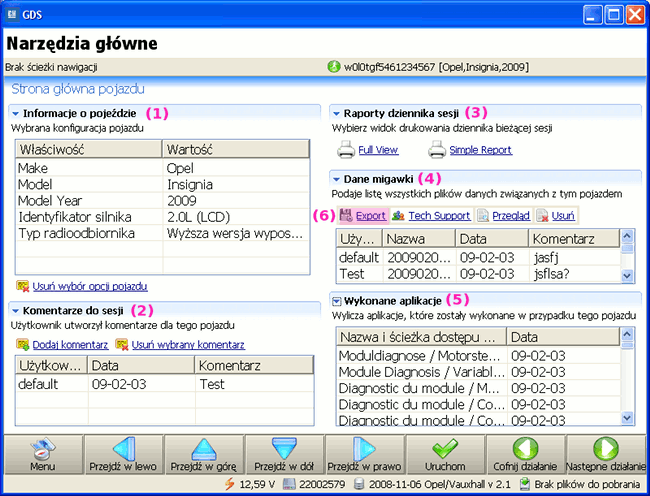 GDS
Narzędzia główne
Brak ścieżki nawigacji
w0l0tgf5461234567 [Opel,Insignia,2009]
Strona główna pojazdu
Informacje o pojeździe (1)
Wybrana konfiguracja pojazdu
Właściwość Wartość
Make Opel
Model Insignia
Model Year 2009
Identyfikator silnika 2.0L (LCD)
Typ radioodbiornika Wyższa wersja wypos...
Usuń wybór opcji pojazdu
Komentarze do sesji (2)
Użytkownik utworzył komentarze dla tego pojazdu
Dodaj komentarz Usuń wybrany komentarz
Użytkow... Data Komentarz
default 09-02-03 Test
Raporty dziennika sesji (3)
Wybierz widok drukowania dziennika bieżącej sesji
Full View Simple Report
Dane migawki (4)
Podaje listę wszystkich plików danych związanych z tym pojazdem
(6) Export Tech Support Przegląd Usuń
Uży... Nazwa Data Komentarz
default 2009020... 09-02-03 jasfj
Test 2009020... 09-02-03 jsflsa?
Wykonane aplikacje (5)
Wylicza aplikacje, które zostały wykonane w przypadku tego pojazdu
Nazwa i ścieżka dostępu ... Data
Moduldiagnose / Motorste... 09-02-03
Module Diagnosis / Variabl... 09-02-03
Diagnostic du module / M... 09-02-03
Diagnostic du module / Co... 09-02-03
Diagnostic du module / Co... 09-02-03
Menu Przejdź w lewo Przejdź w górę Przejdź w dół Przejdź w prawo Uruchom Cofnij działanie Następne działanie
12,59 V 22002579 2008-11-06 Opel/Vauxhall v 2.1 Brak plików do pobrania